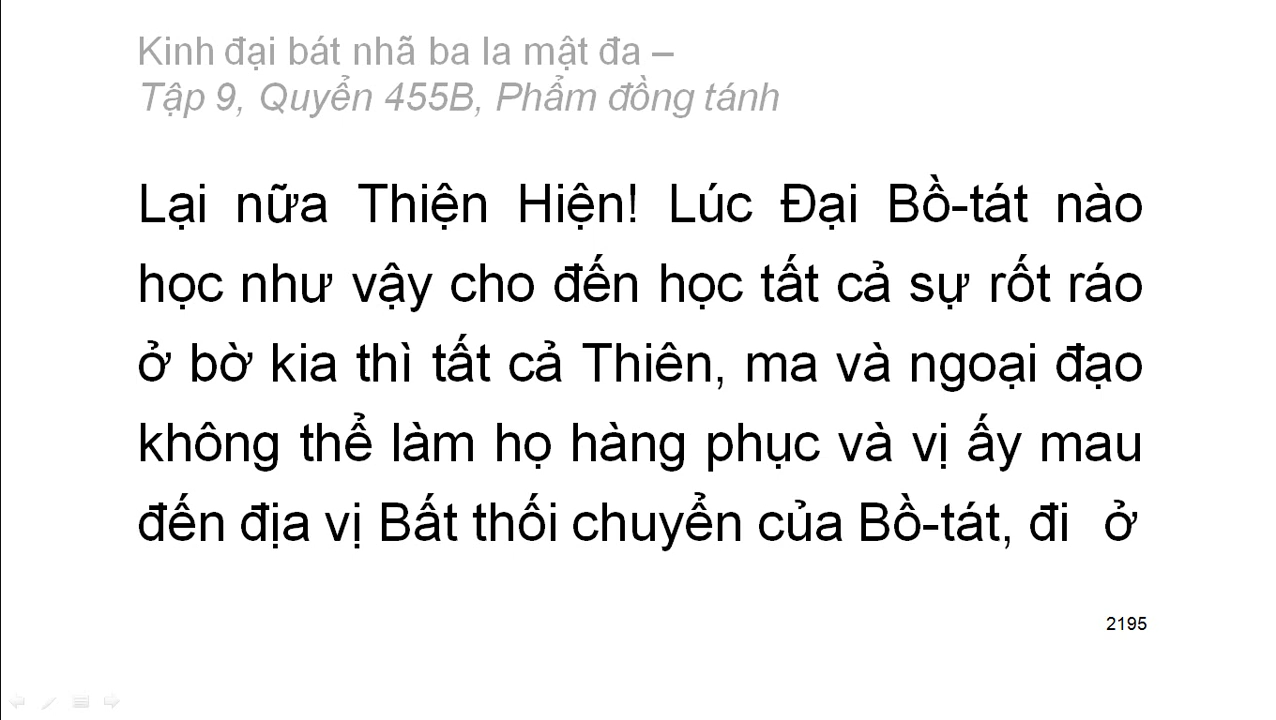 Kinh đại bát nhã ba la mật đa –
Tập 9, Quyển 455B, Phẩm đồng tánh
Lại nữa Thiện Hiện! Lúc Đại Bồ-tát nào
học như vậy cho đến học tất cả sự rốt ráo
ở bờ kia thì tất cả Thiên, ma và ngoại đạo
không thể làm họ hàng phục và vị ấy mau
đến địa vị Bất thối chuyển của Bồ-tát, đi ở
2195